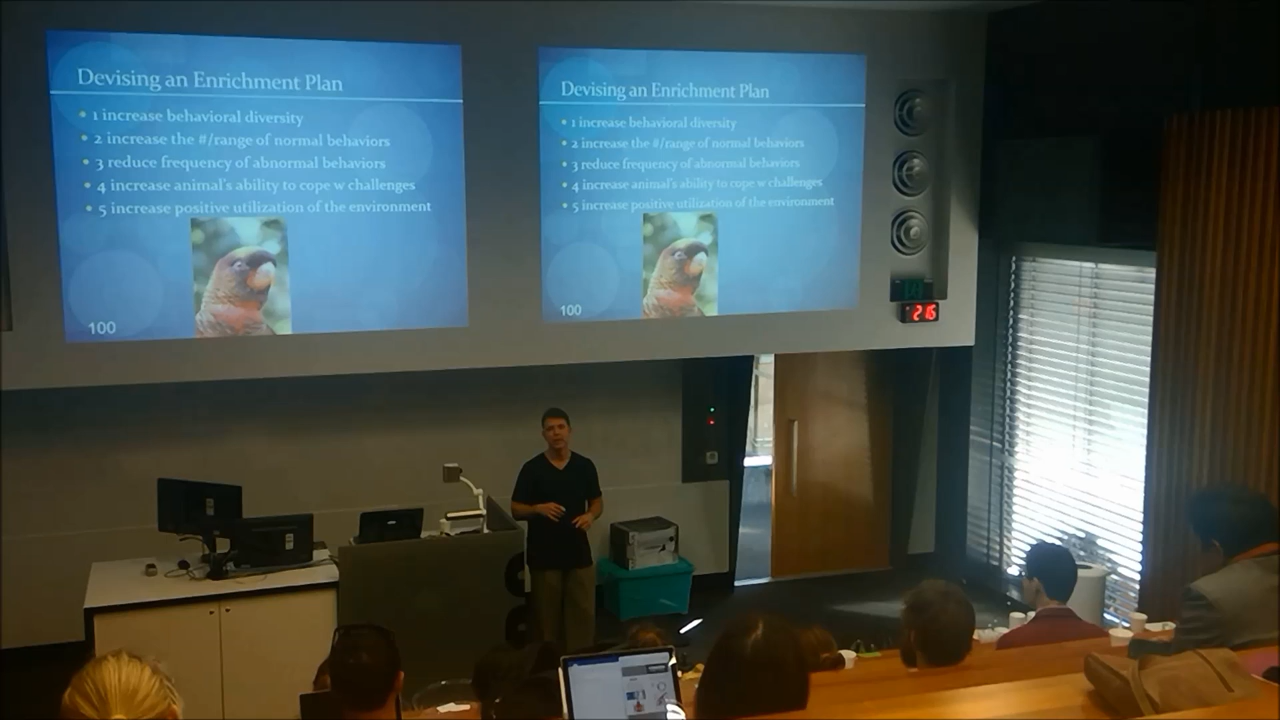 Devising an Enrichment Plan
1 increase behavioral diversity
2 increase the #/range of normal behaviors
3 reduce frequency of abnormal behaviors
4 increase animal's ability to cope w challenges
5 increase positive utilization of the environment
100
Devising an Enrichment Plan
1 increase behavioral diversity
2 increase the #/range of normal behaviors
3 reduce frequency of abnormal behaviors
4 increase animal's ability to cope w challenges
5 increase positive utilization of the environment
100